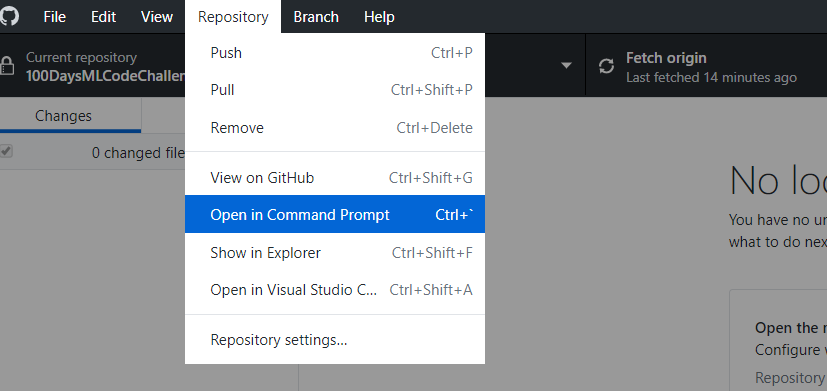 File Edit View Repository Branch Help
Current repository
100DaysMLCodeChallen
Fetch origin
Last fetched 14 minutes ago
Changes
0 changed file
Push Ctrl+P
Pull Ctrl+Shift+P
Remove Ctrl+Delete
View on GitHub Ctrl+Shift+G
Open in Command Prompt Ctrl+`
Show in Explorer Ctrl+Shift+F
Open in Visual Studio C... Ctrl+Shift+A
Repository settings...
No loc
You have no un
what to do nex
Open the r
Configure v
Repository